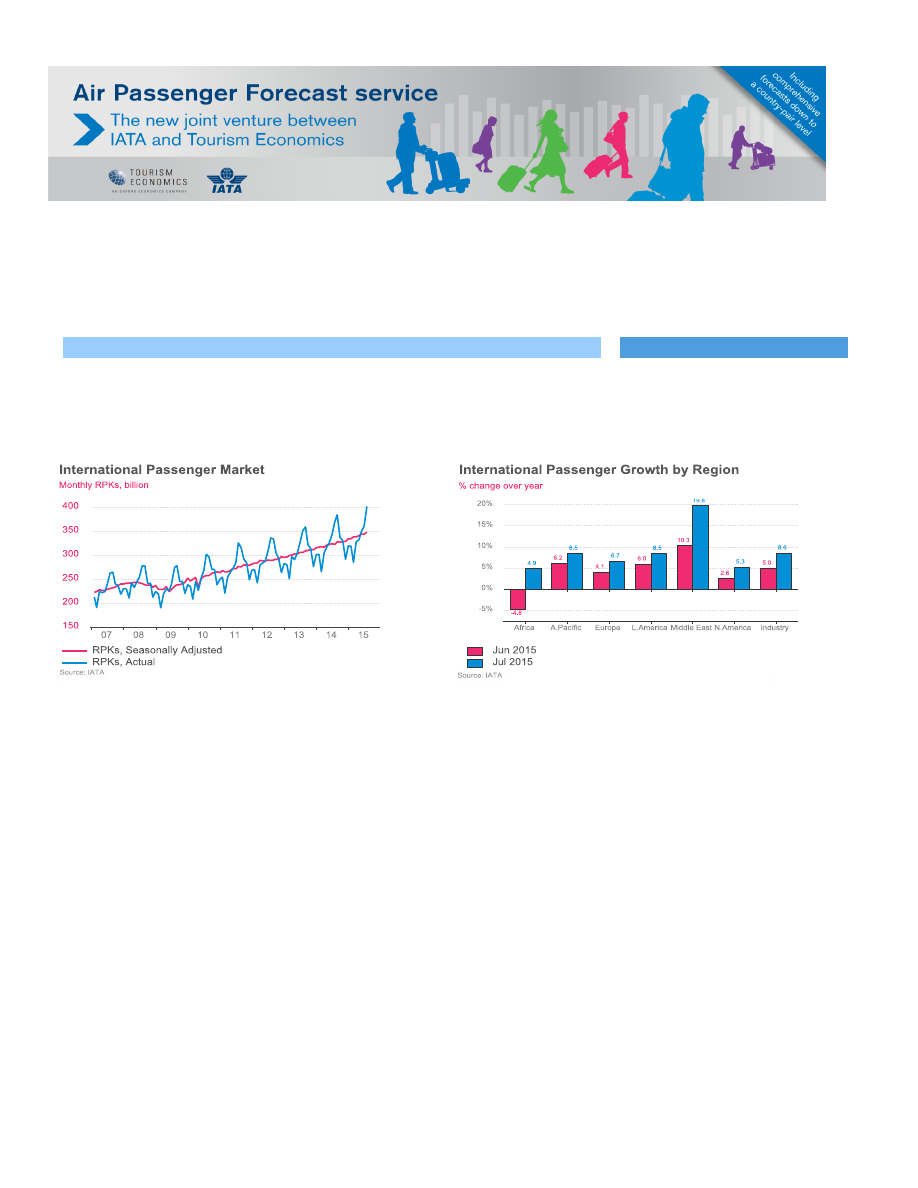 Air Passenger Forecast service
The new joint venture between
IATA and Tourism Economics
TOURISM
ECONOMICS
AN OXFORD ECONOMICS COMPANY
IATA
Including
comprehensive
forecasts down to
a country-pair level
International Passenger Market
Monthly RPKs, billion
400
350
300
250
200
150
07 08 09 10 11 12 13 14 15
RPKs, Seasonally Adjusted
RPKs, Actual
Source: IATA
International Passenger Growth by Region
% change over year
20%
15%
10%
5%
0%
-5%
-4.8 4.9 6.2 8.5 4.1 6.7 6.0 8.5 10.3 19.6 2.6 5.3 5.0 8.6
Africa A.Pacific Europe L.America Middle East N.America Industry
Jun 2015
Jul 2015
Source: IATA